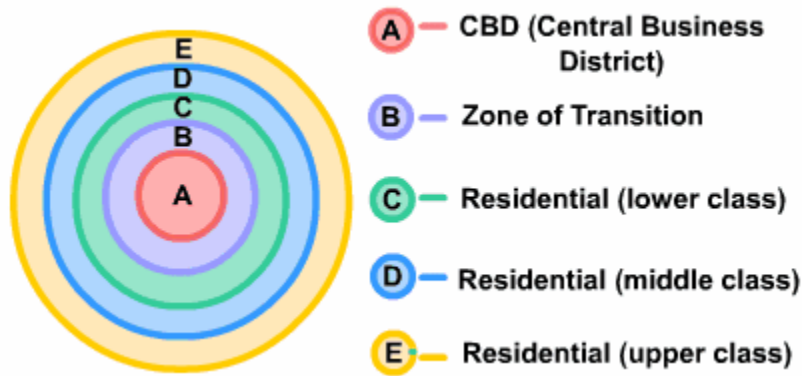 E
D
C
B
A
A CBD (Central Business
District)
B Zone of Transition
C Residential (lower class)
D Residential (middle class)
E Residential (upper class)